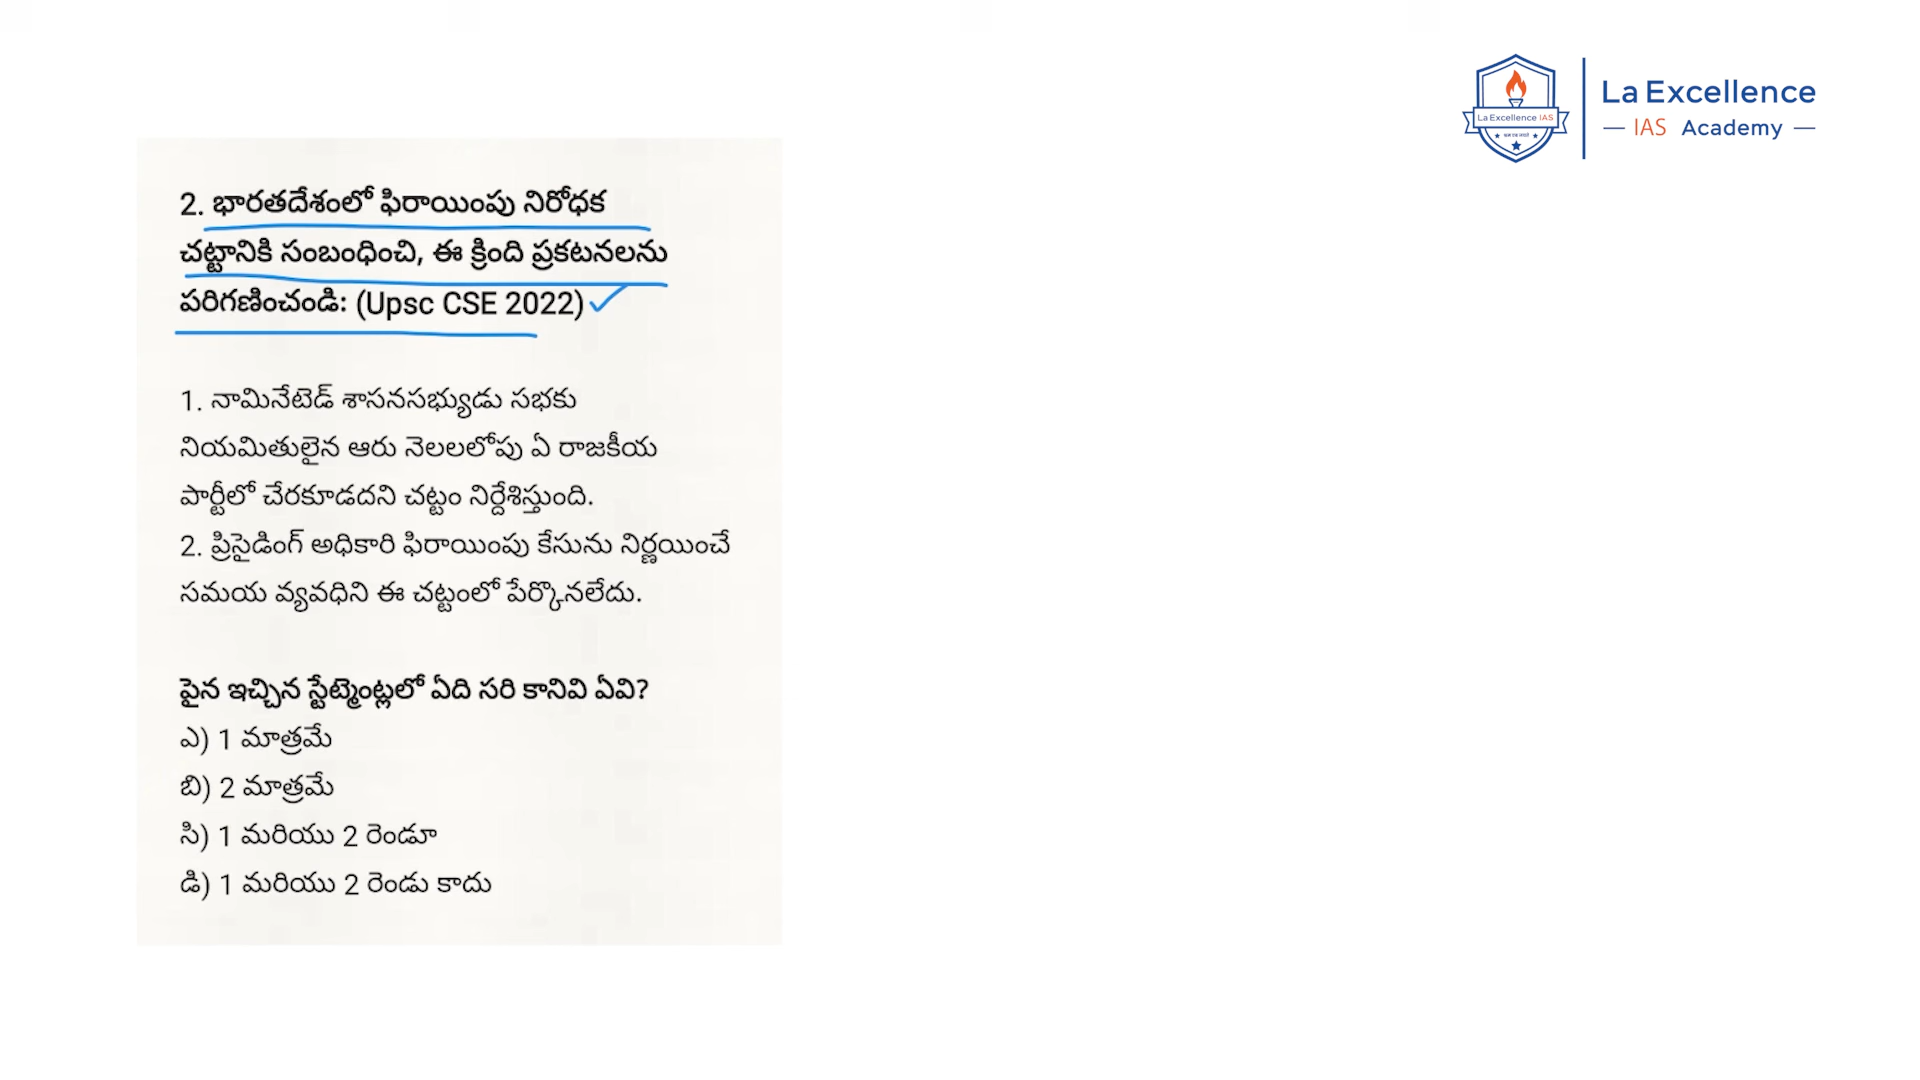 La Excellence
IAS Academy
La Excellence IAS
2. భారతదేశంలో ఫిరాయింపు నిరోధక
చట్టానికి సంబంధించి, ఈ క్రింది ప్రకటనలను
పరిగణించండి: (Upsc CSE 2022)
1. నామినేటెడ్ శాసనసభ్యుడు సభకు
నియమితులైన ఆరు నెలలలోపు ఏ రాజకీయ
పార్టీలో చేరకూడదని చట్టం నిర్దేశిస్తుంది.
2. ప్రిసైడింగ్ అధికారి ఫిరాయింపు కేసును నిర్ణయించే
సమయ వ్యవధిని ఈ చట్టంలో పేర్కొనలేదు.
పైన ఇచ్చిన స్టేట్మెంట్లలో ఏది సరి కానివి ఏవి?
ఎ) 1 మాత్రమే
బి) 2 మాత్రమే
సి) 1 మరియు 2 రెండూ
డి) 1 మరియు 2 రెండు కాదు